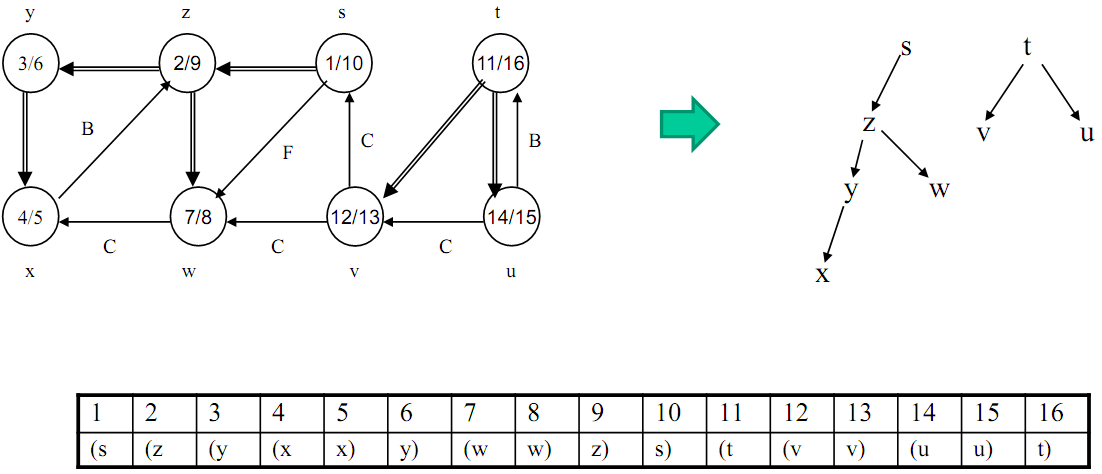 y z s t
3/6 2/9 1/10 11/16
s t
B F C B
z v u
y w
4/5 7/8 12/13 14/15
C C C
x w v u
x
1 2 3 4 5 6 7 8 9 10 11 12 13 14 15 16
(s (z (y (x x) y) (w w) z) s) (t (v v) (u u) t)